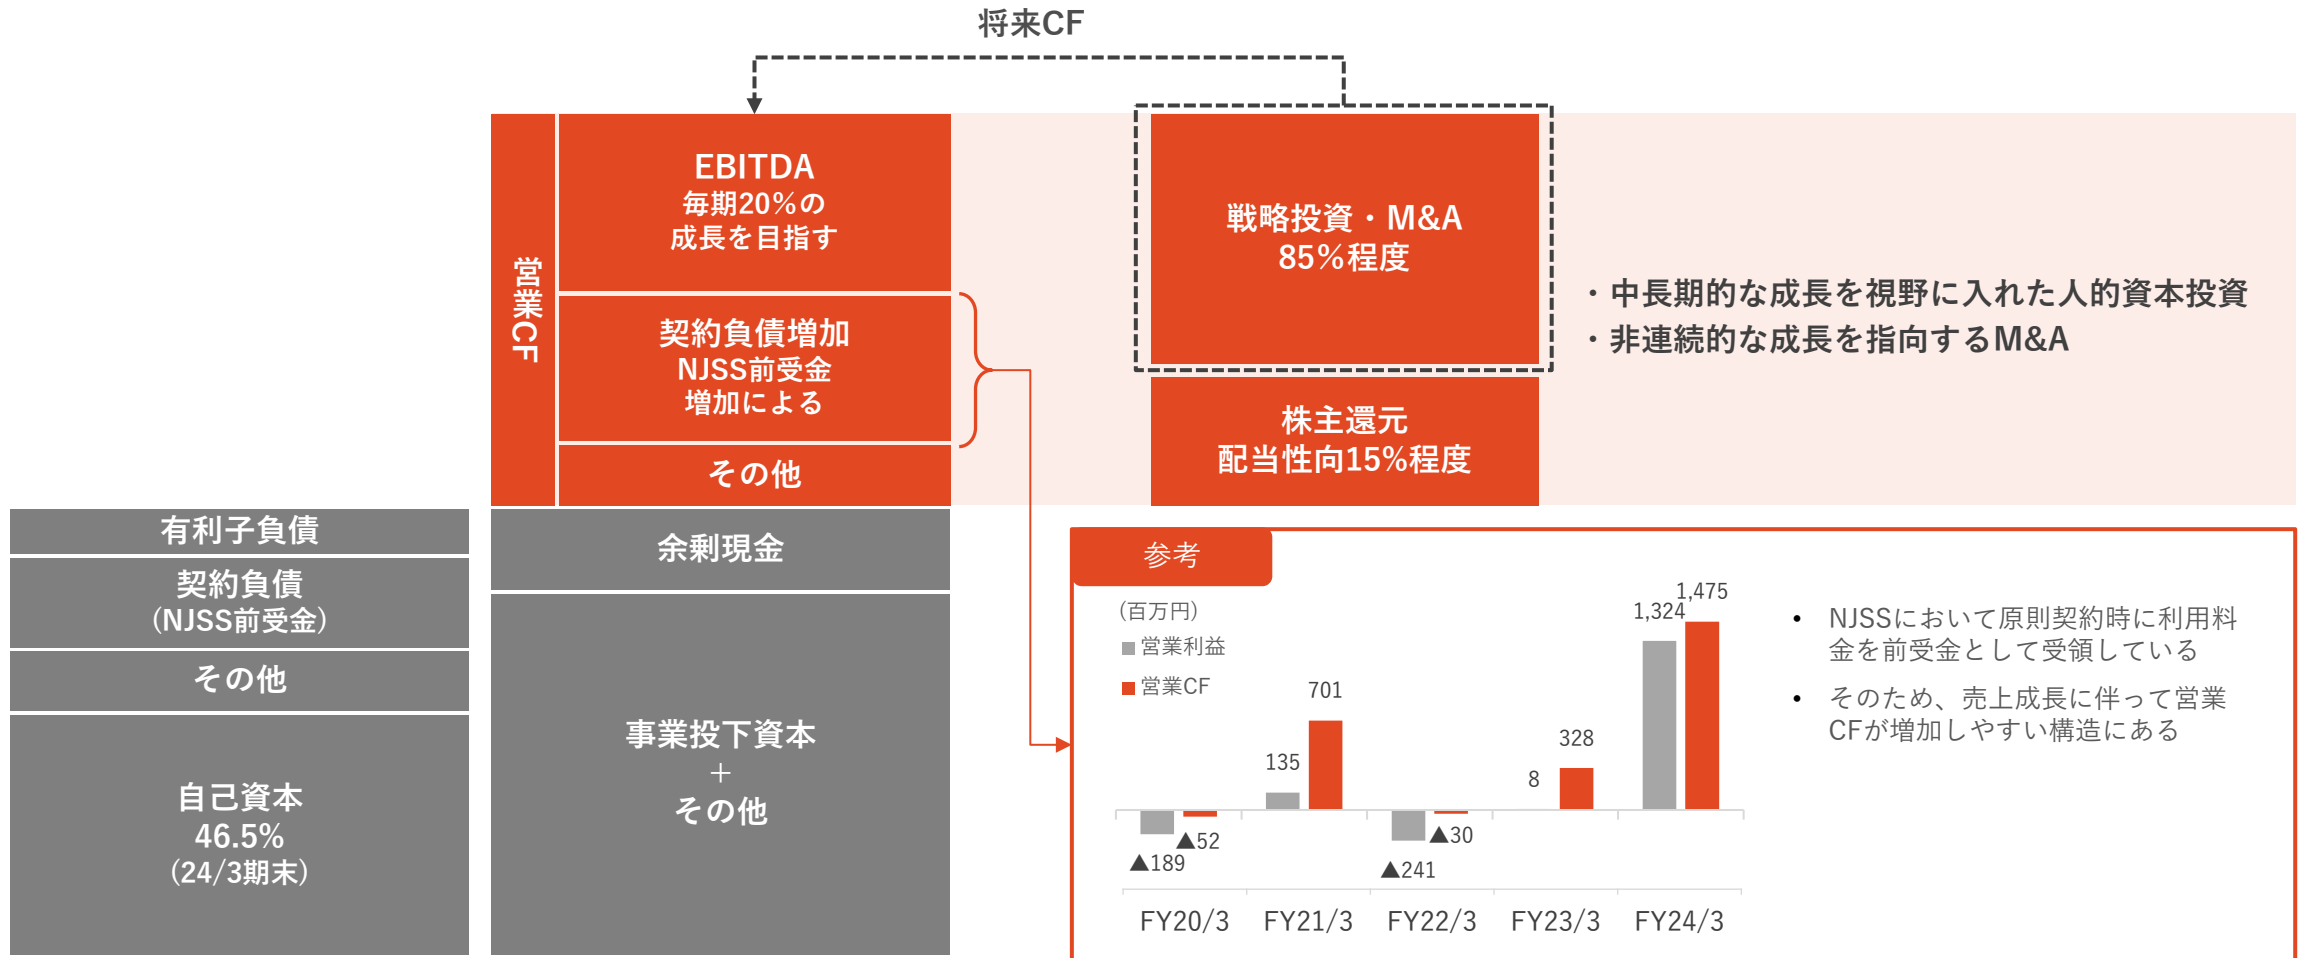 将来CF
営業CF
EBITDA
毎期20%の
成長を目指す
契約負債増加
NJSS前受金
増加による
その他
戦略投資・M&A
85%程度
株主還元
配当性向15%程度
・中長期的な成長を視野に入れた人的資本投資
・非連続的な成長を指向するM&A
有利子負債
契約負債
(NJSS前受金)
その他
自己資本
46.5%
(24/3期末)
余剰現金
事業投下資本
+
その他
参考
(百万円)
営業利益
営業CF
▲189
▲52
135
701
▲241
▲30
8
328
1,324
1,475
FY20/3
FY21/3
FY22/3
FY23/3
FY24/3
• NJSSにおいて原則契約時に利用料
金を前受金として受領している
• そのため、売上成長に伴って営業
CFが増加しやすい構造にある